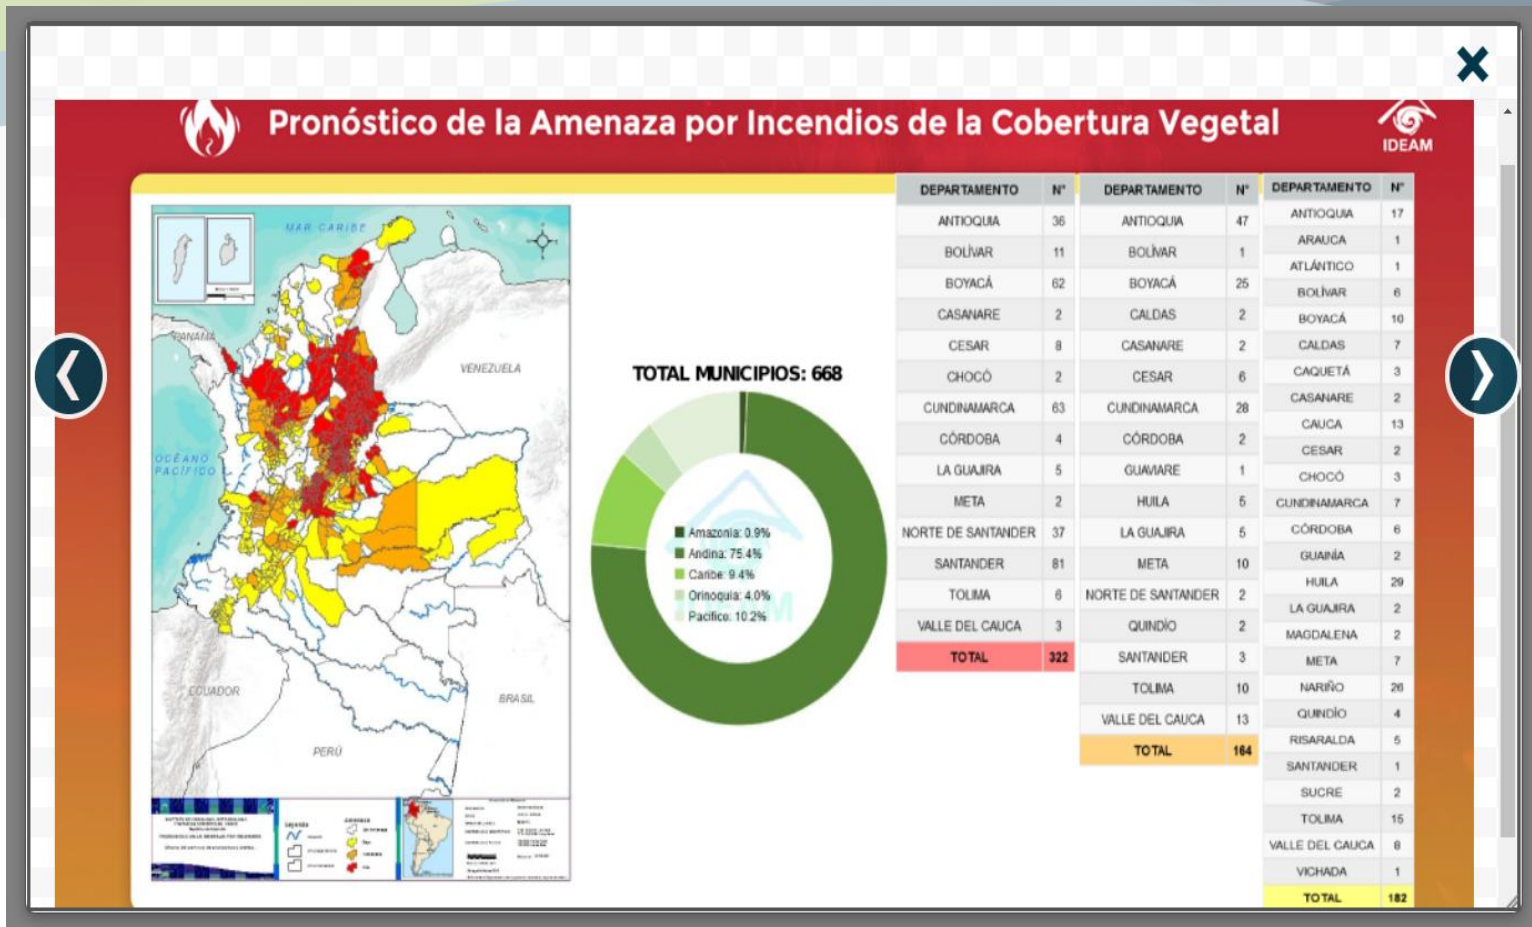 Pronóstico de la Amenaza por Incendios de la Cobertura Vegetal
IDEAM
MAR CARIBE
PANAMÁ
VENEZUELA
OCÉANO
PACÍFICO
ECUADOR
BRASIL
PERÚ
Leyenda
TOTAL MUNICIPIOS: 668
Amazonia: 0.9%
Andina: 75.4%
Caribe: 9.4%
Orinoquia: 4.0%
Pacifico: 10.2%
IDEAM
DEPARTAMENTO N°
ANTIOQUIA 36
BOLÍVAR 11
BOYACÁ 62
CASANARE 2
CESAR 8
CHOCÓ 2
CUNDINAMARCA 63
CÓRDOBA 4
LA GUAJIRA 5
META 2
NORTE DE SANTANDER 37
SANTANDER 81
TOLIMA 6
VALLE DEL CAUCA 3
TOTAL 322
DEPARTAMENTO N°
ANTIOQUIA 47
BOLÍVAR 1
BOYACÁ 25
CALDAS 2
CASANARE 2
CESAR 6
CUNDINAMARCA 28
CÓRDOBA 2
GUAVIARE 1
HUILA 5
LA GUAJIRA 5
META 10
NORTE DE SANTANDER 2
QUINDÍO 2
SANTANDER 3
TOLIMA 10
VALLE DEL CAUCA 13
TOTAL 164
DEPARTAMENTO N°
ANTIOQUIA 17
ARAUCA 1
ATLÁNTICO 1
BOLÍVAR 6
BOYACÁ 10
CALDAS 7
CAQUETÁ 3
CASANARE 2
CAUCA 13
CESAR 2
CHOCÓ 3
CUNDINAMARCA 7
CÓRDOBA 6
GUAINÍA 2
HUILA 29
LA GUAJIRA 2
MAGDALENA 2
META 7
NARIÑO 26
QUINDÍO 4
RISARALDA 5
SANTANDER 1
SUCRE 2
TOLIMA 15
VALLE DEL CAUCA 8
VICHADA 1
TOTAL 182